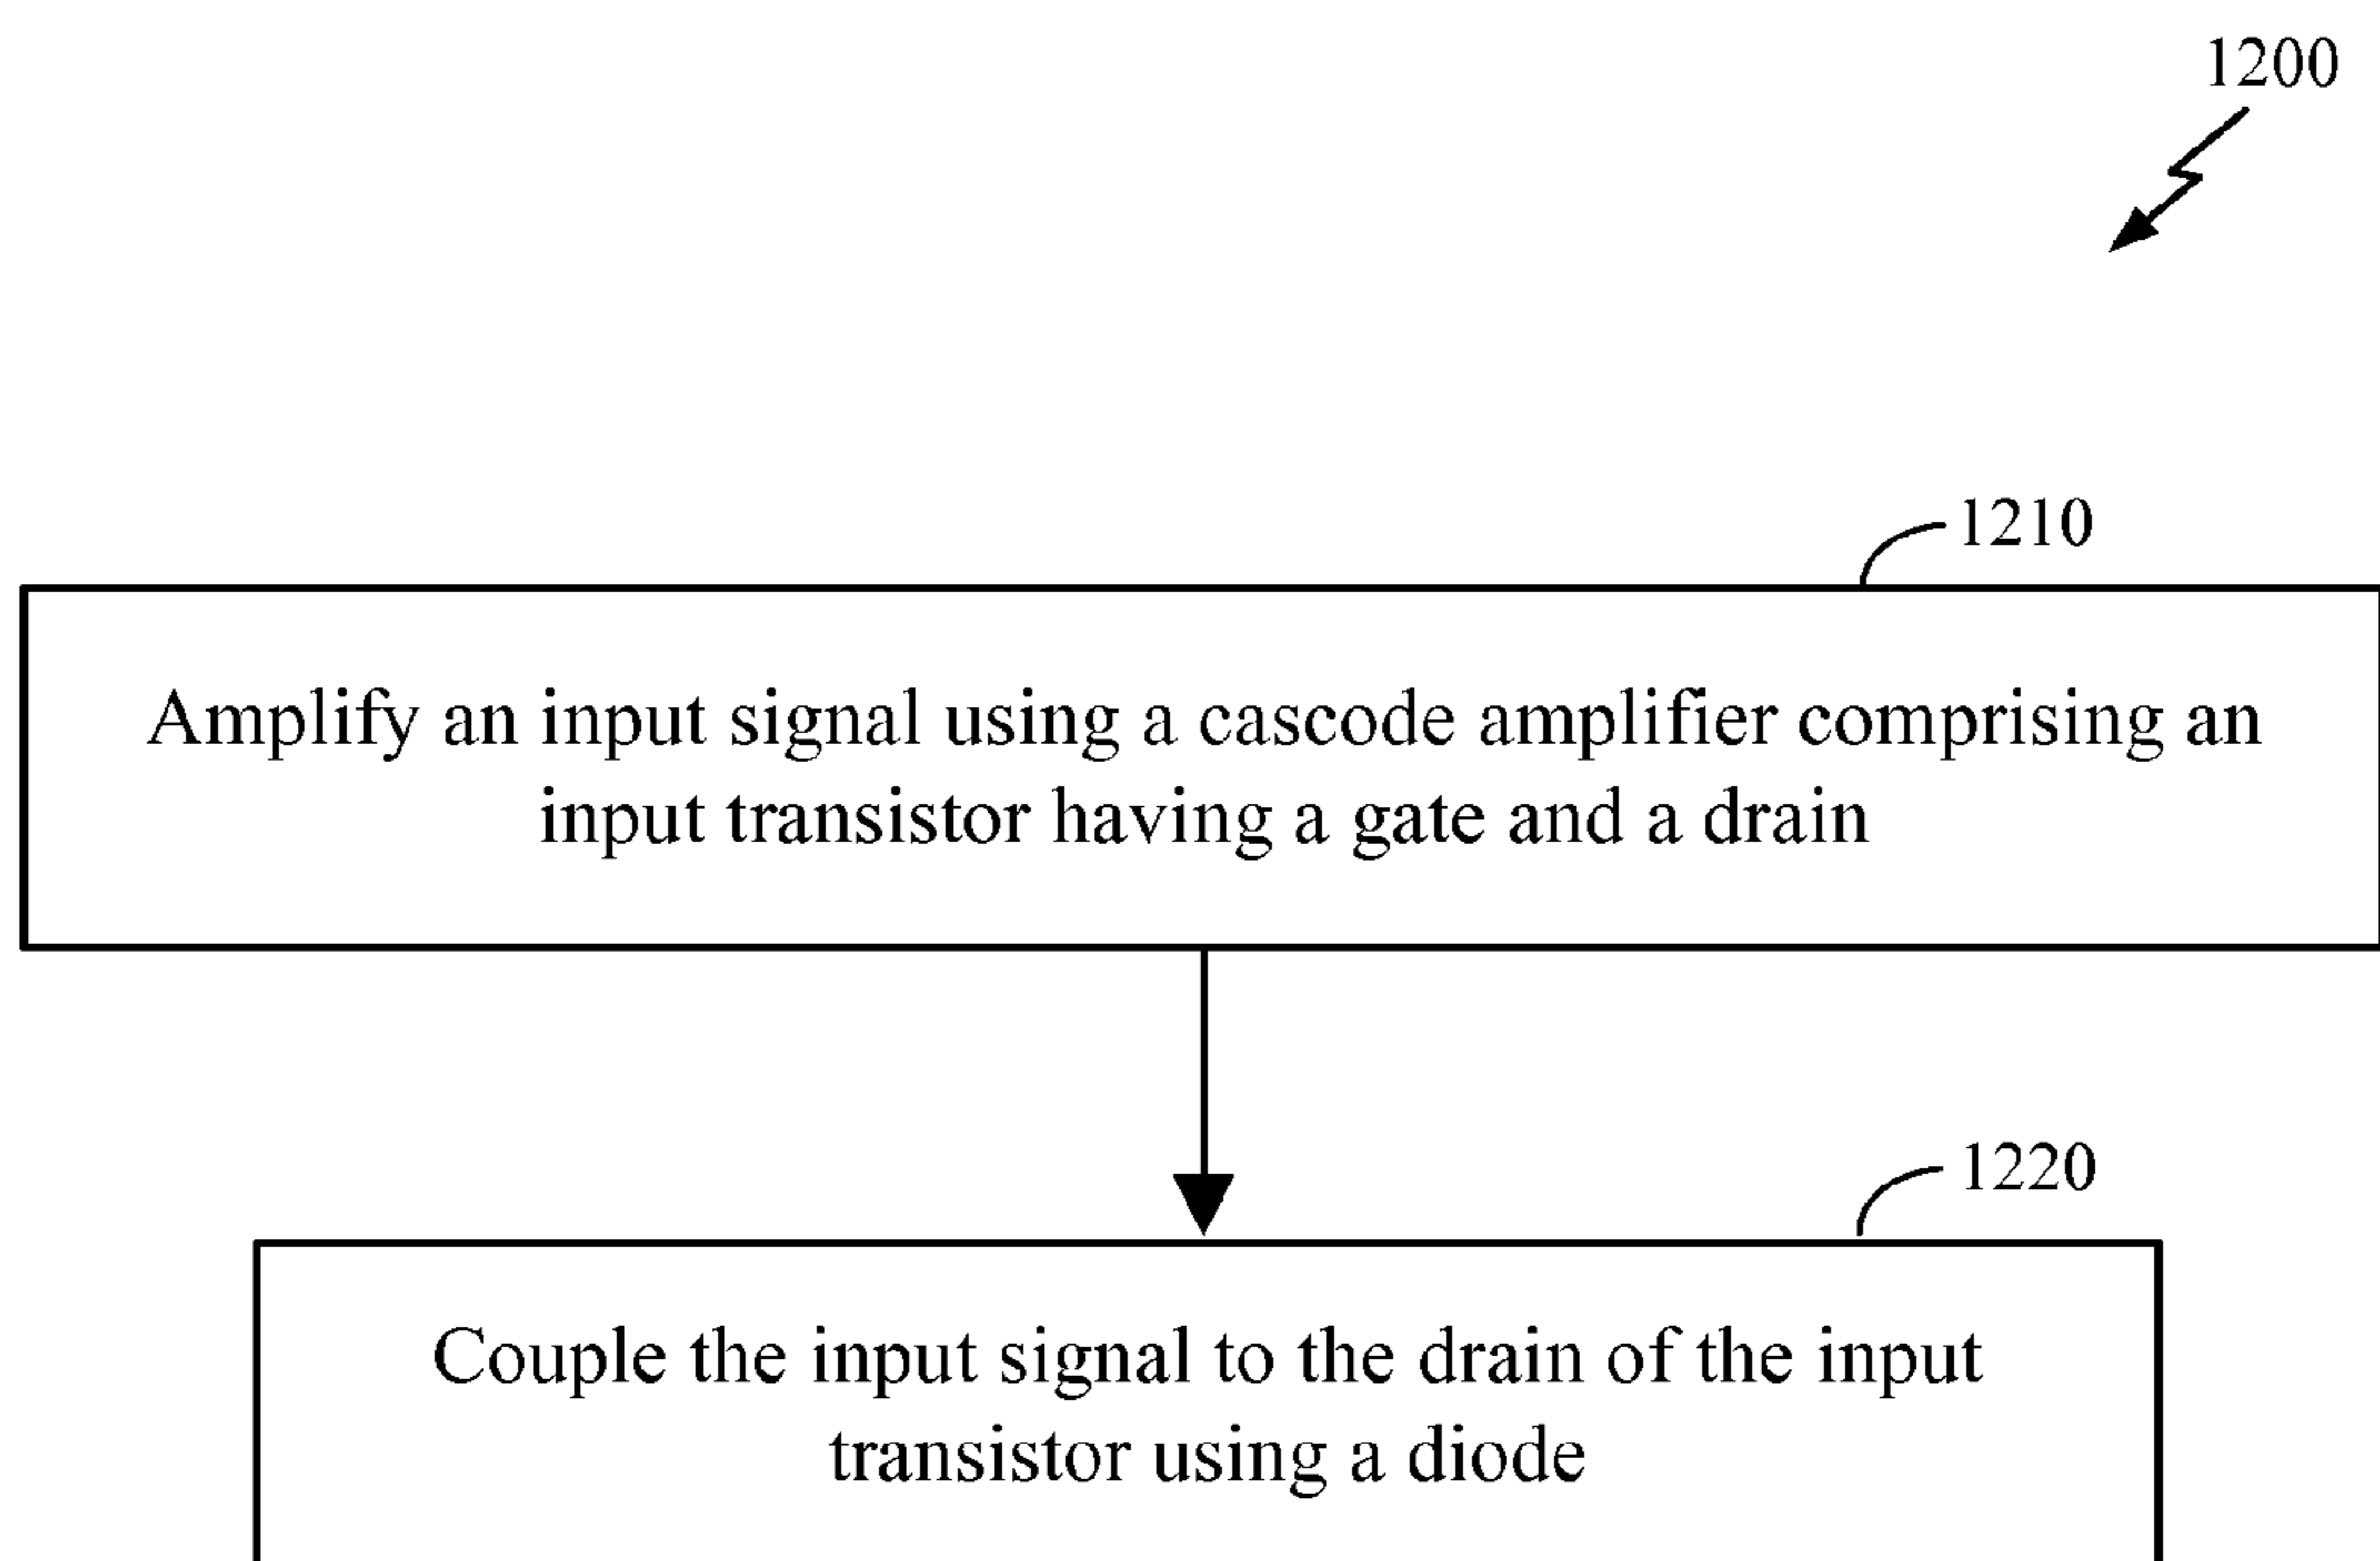 1200
1210
Amplify an input signal using a cascode amplifier comprising an
input transistor having a gate and a drain
1220
Couple the input signal to the drain of the input
transistor using a diode